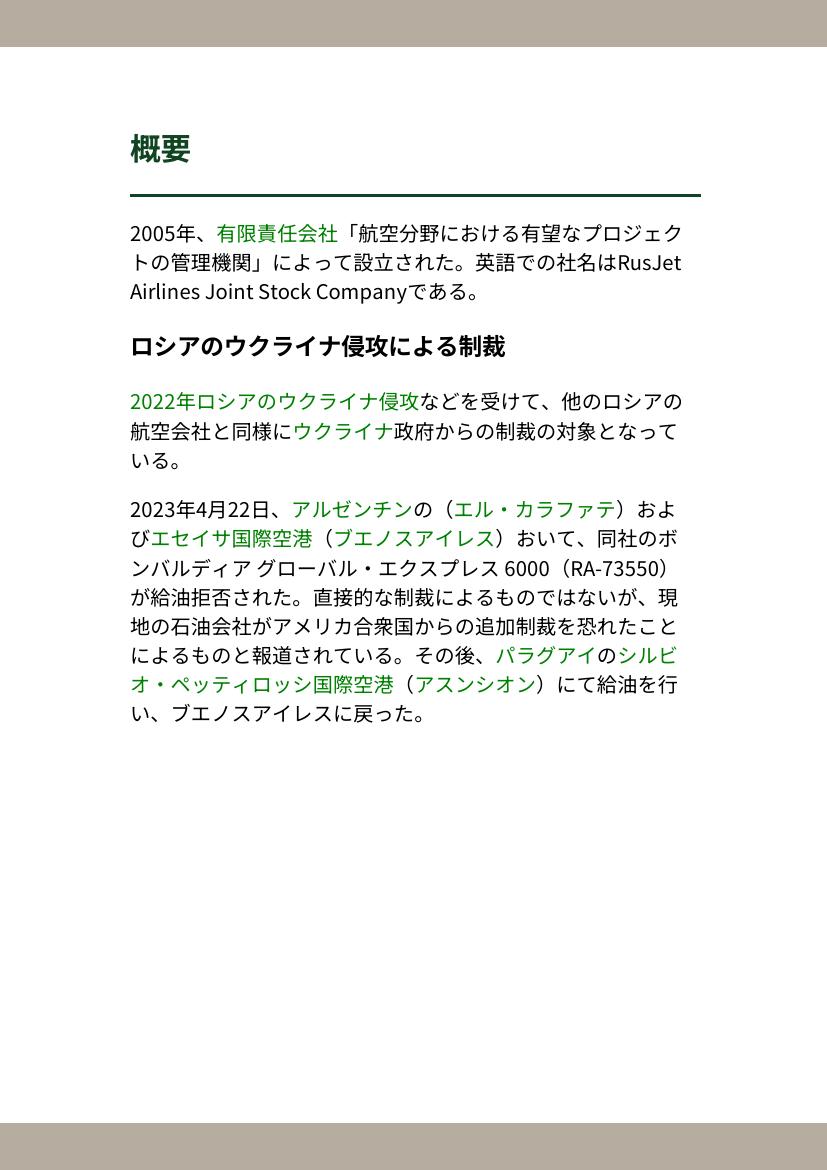 概要
2005年、有限責任会社「航空分野における有望なプロジェク
トの管理機関」によって設立された。英語での社名はRusJet
Airlines Joint Stock Companyである。
ロシアのウクライナ侵攻による制裁
2022年ロシアのウクライナ侵攻などを受けて、他のロシアの
航空会社と同様にウクライナ政府からの制裁の対象となって
いる。
2023年4月22日、アルゼンチンの（エル・カラファテ）およ
びエセイサ国際空港（ブエノスアイレス）おいて、同社のボ
ンバルディア グローバル・エクスプレス 6000（RA-73550）
が給油拒否された。直接的な制裁によるものではないが、現
地の石油会社がアメリカ合衆国からの追加制裁を恐れたこと
によるものと報道されている。その後、パラグアイのシルビ
オ・ペッティロッシ国際空港（アスンシオン）にて給油を行
い、ブエノスアイレスに戻った。